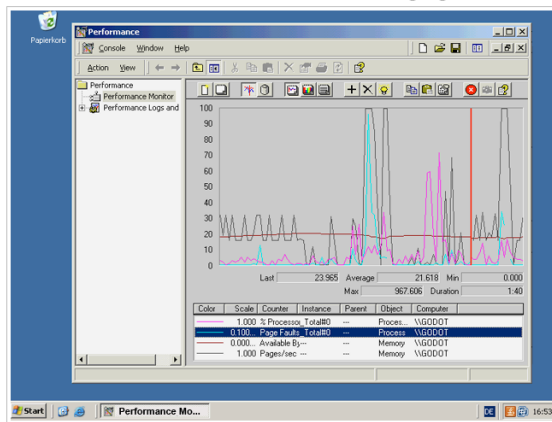 Papierkorb
Performance
Console Window Help
Action View
Performance
Performance Monitor
Performance Logs and
100
90
80
70
60
50
40
30
20
10
0
Last 23.965 Average 21.618 Min 0.000
Max 967.606 Duration 1:40
Color Scale Counter Instance Parent Object Computer
1.000 % Processor _Total#0 --- Proces... \\GODOT
0.100... Page Faults _Total#0 --- Process \\GODOT
0.000... Available By --- --- Memory \\GODOT
1.000 Pages/sec --- --- Memory \\GODOT
Start Performance Mo... DE 16:53